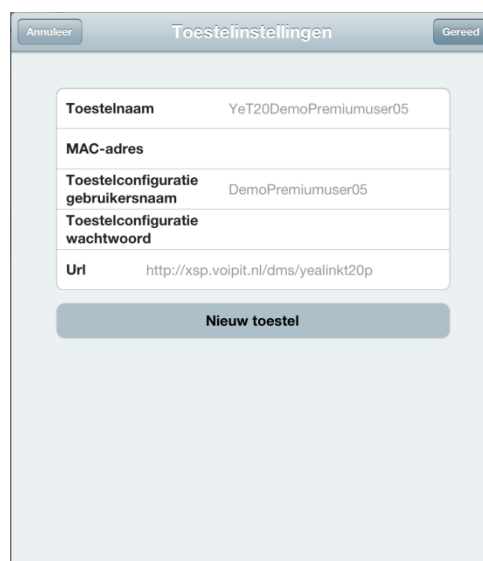 Annuleer Toestelinstellingen Gereed
Toestelnaam YeT20DemoPremiumuser05
MAC-adres
Toestelconfiguratie
gebruikersnaam DemoPremiumuser05
Toestelconfiguratie
wachtwoord
Url http://xsp.voipit.nl/dms/yealinkt20p
Nieuw toestel